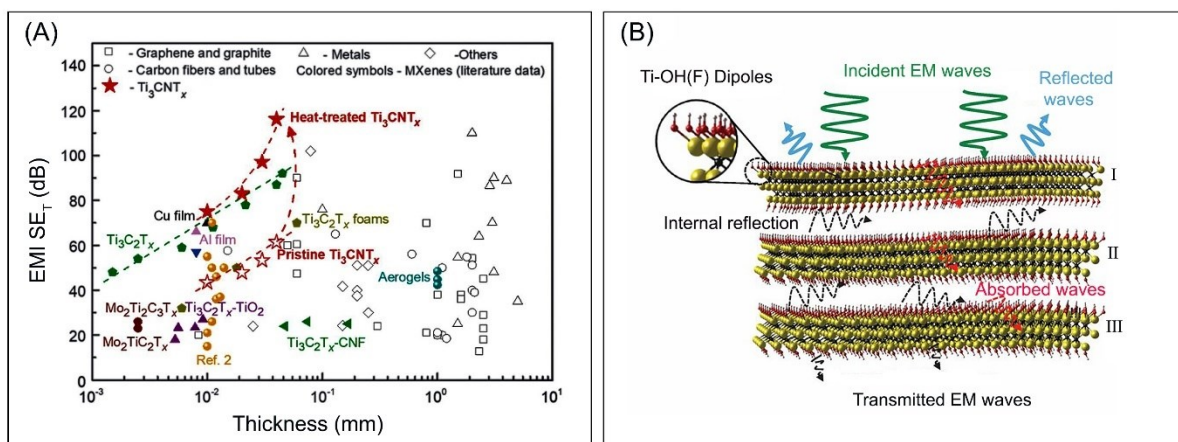 (A)
□ - Graphene and graphite △ - Metals ◇ -Others
○ - Carbon fibers and tubes Colored symbols - MXenes (literature data)
★ - Ti₃CNTₓ
Heat-treated Ti₃CNTₓ
Cu film
Al film
Ti₃C₂Tₓ
Ti₃C₂Tₓ foams
Pristine Ti₃CNTₓ
Aerogels
Mo₂Ti₂C₃Tₓ
Ti₃C₂Tₓ-TiO₂
Mo₂TiC₂Tₓ
Ref. 2
Ti₃C₂Tₓ-CNF
EMI SE_T (dB)
140
120
100
80
60
40
20
0
10⁻³ 10⁻² 10⁻¹ 10⁰ 10¹
Thickness (mm)
(B)
Ti-OH(F) Dipoles
Incident EM waves
Reflected
waves
I
Internal reflection
II
Absorbed waves
III
Transmitted EM waves